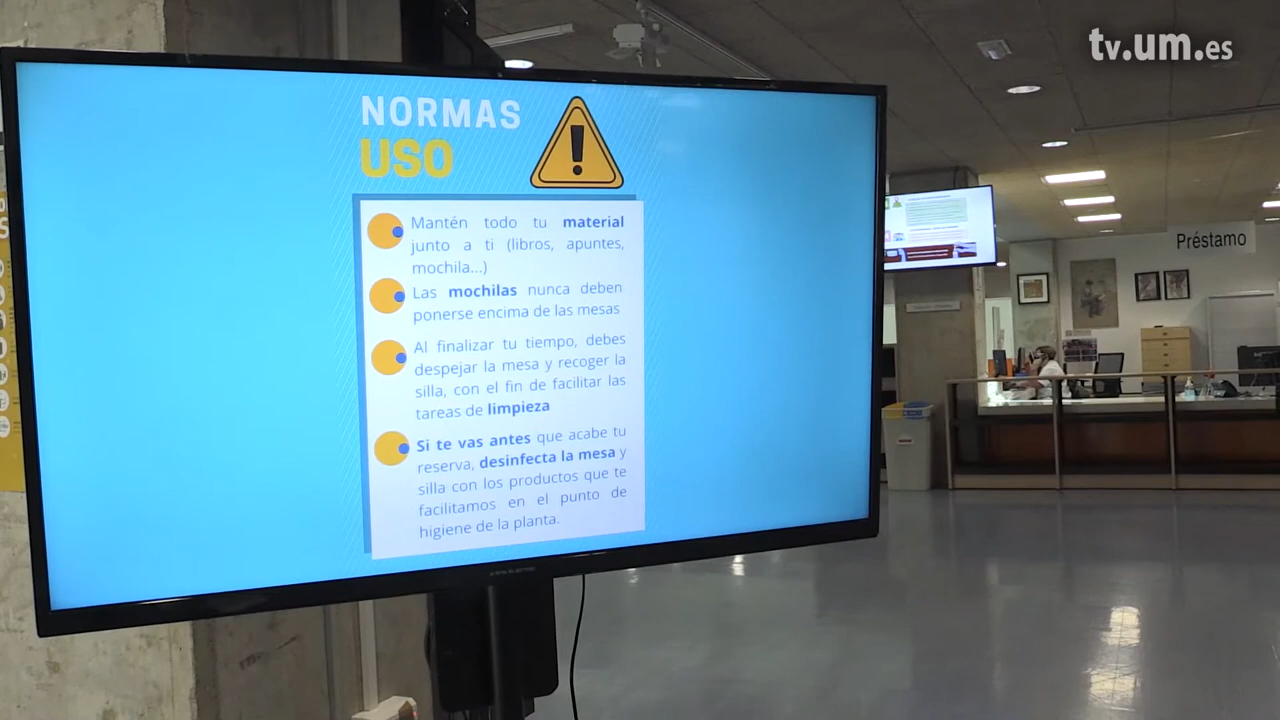 tv.um.es
NORMAS
USO
Mantén todo tu material
junto a ti (libros, apuntes,
mochila...)
Las mochilas nunca deben
ponerse encima de las mesas
Al finalizar tu tiempo, debes
despejar la mesa y recoger la
silla, con el fin de facilitar las
tareas de limpieza
Si te vas antes que acabe tu
reserva, desinfecta la mesa y
silla con los productos que te
facilitamos en el punto de
higiene de la planta.
Préstamo